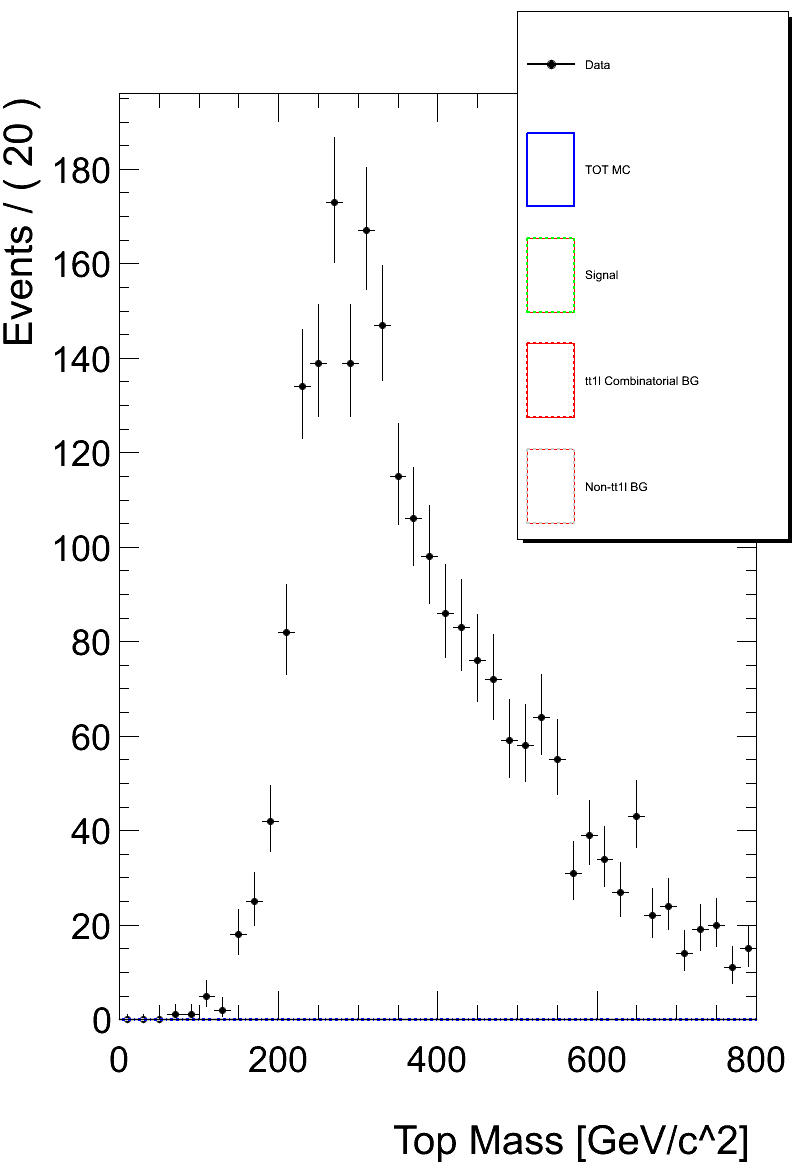 Data
TOT MC
Signal
tt1l Combinatorial BG
Non-tt1l BG
Events / ( 20 )
180
160
140
120
100
80
60
40
20
0
0 200 400 600 800
Top Mass [GeV/c^2]